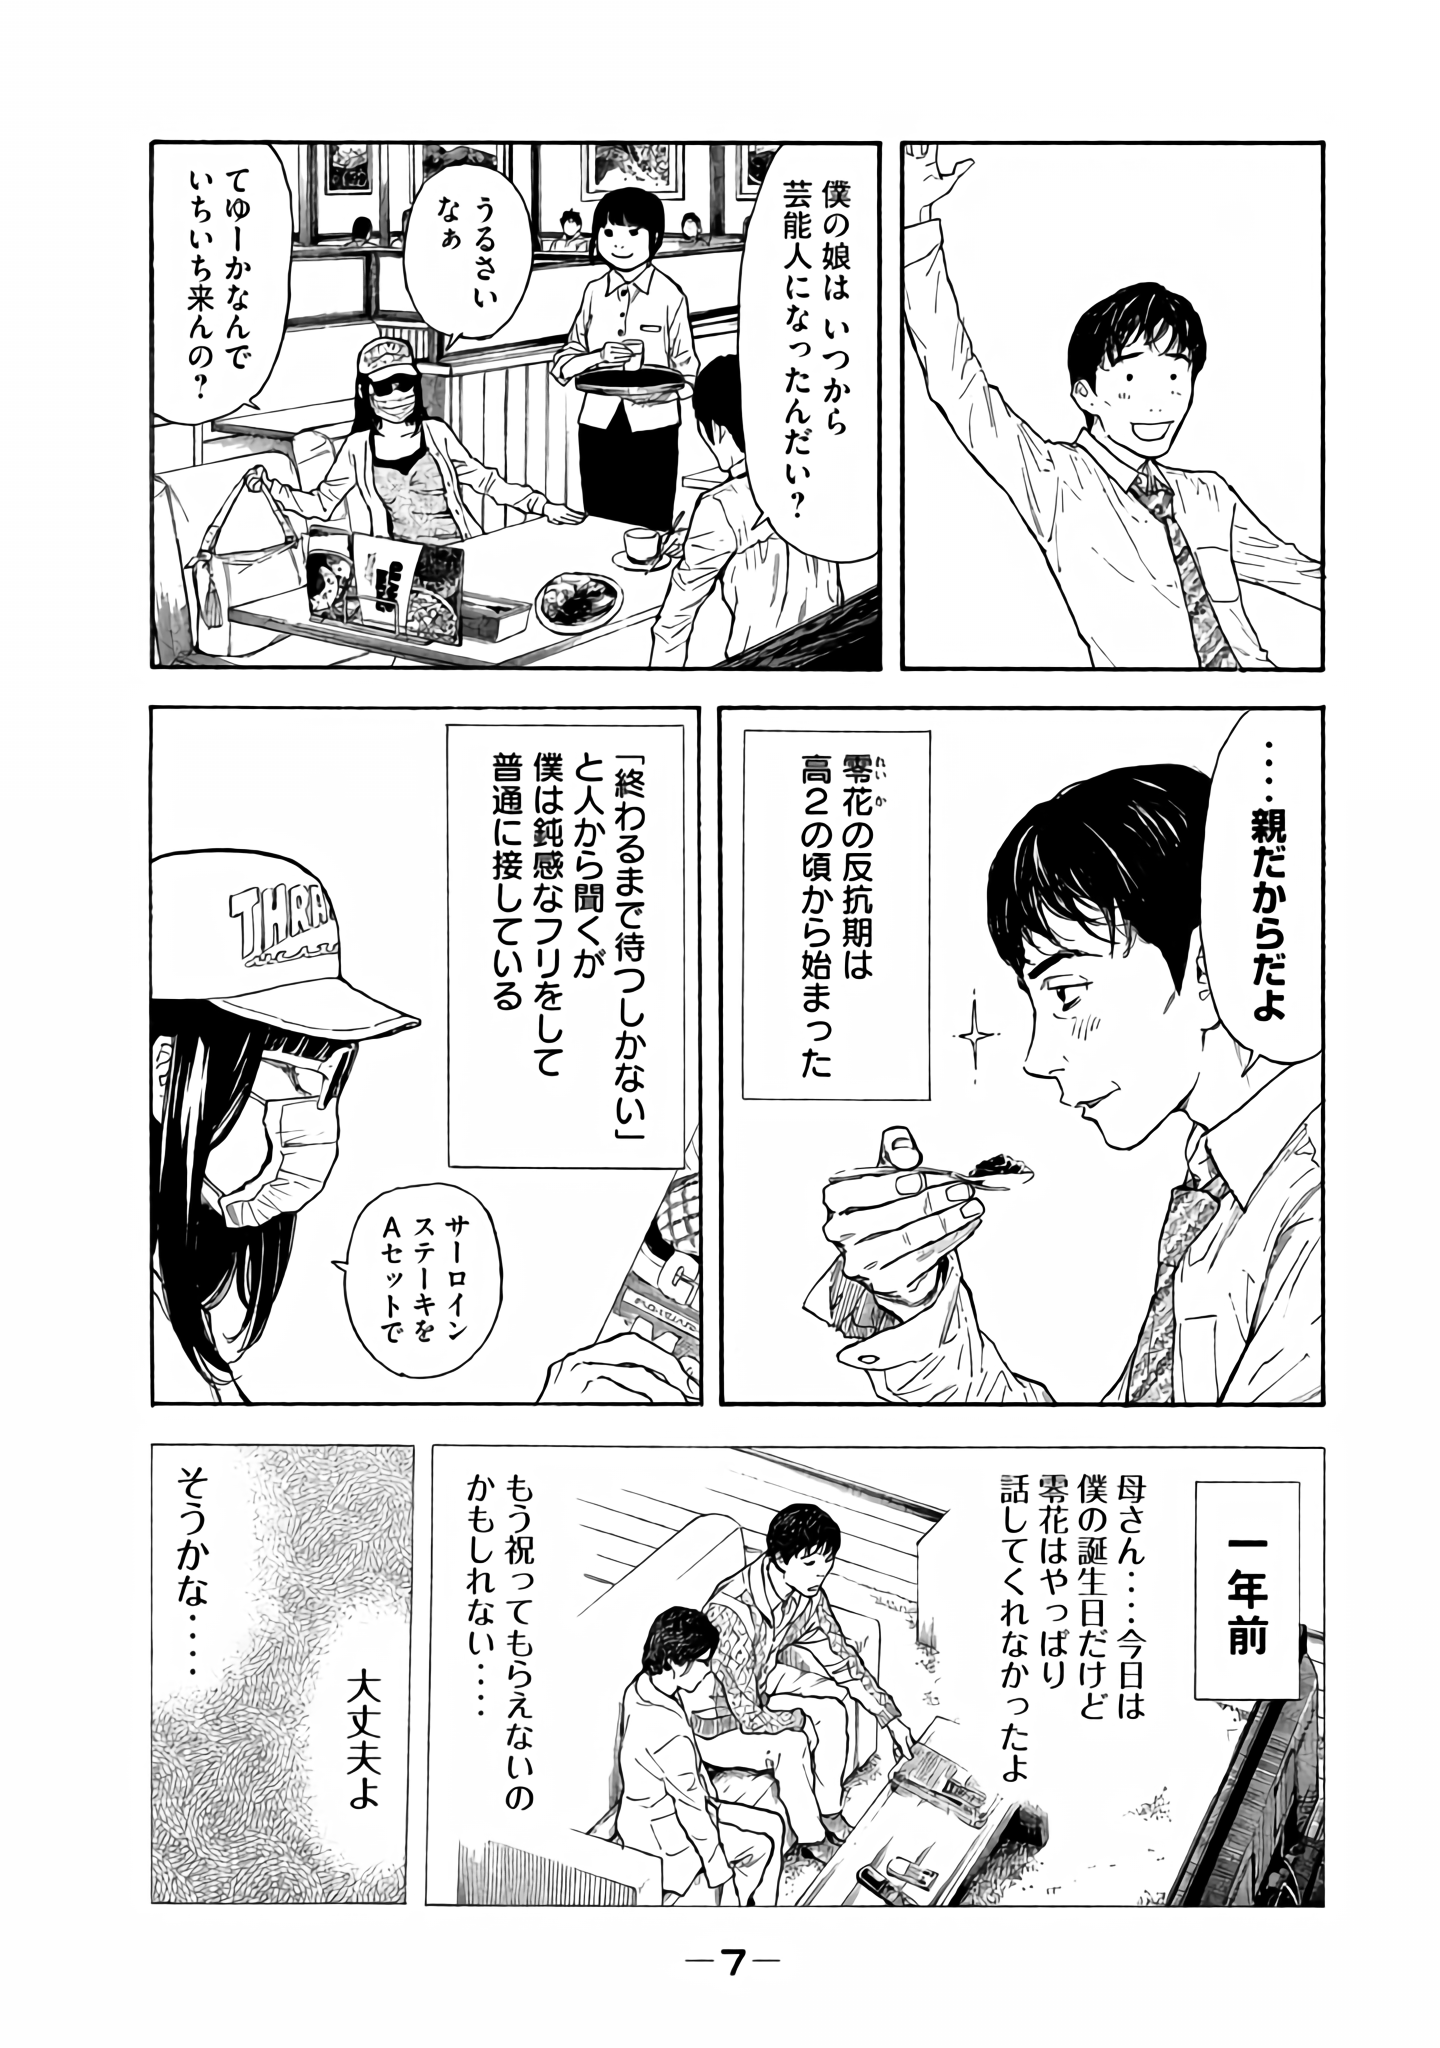 僕の娘は いつから
芸能人になったんだい?
うるさい
なぁ
てゆーかなんで
いちいち来んの?
‥‥‥親だからだよ
零花の反抗期は
れいか
高2の頃から始まった
「終わるまで待つしかない」
と人から聞くが
僕は鈍感なフリをして
普通に接している
THRA
サーロイン
ステーキを
Aセットで
一年前
母さん‥‥今日は
僕の誕生日だけど
零花はやっぱり
話してくれなかったよ
もう祝ってもらえないの
かもしれない‥‥
大丈夫よ
そうかな‥‥
—7—